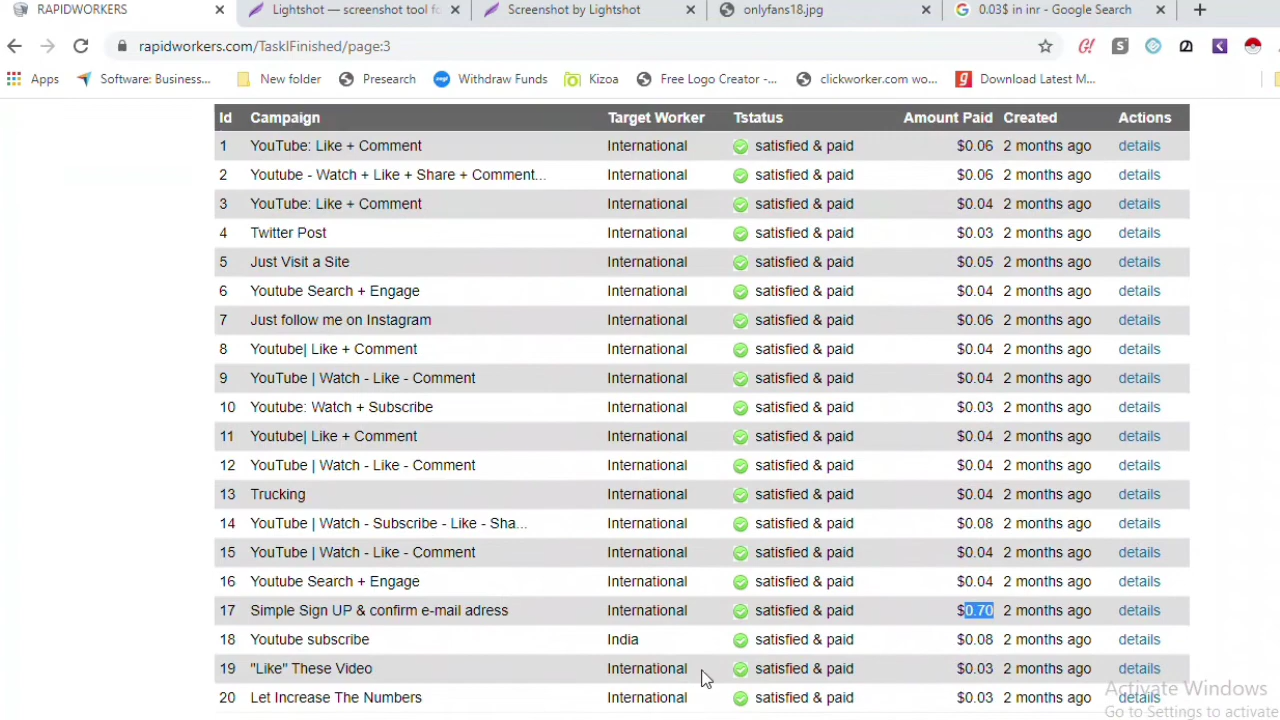 RAPIDWORKERS
Lightshot — screenshot tool fo
Screenshot by Lightshot
onlyfans18.jpg
0.03$ in inr - Google Search
rapidworkers.com/TaskIFinished/page:3
Apps
Software: Business...
New folder
Presearch
Withdraw Funds
Kizoa
Free Logo Creator -...
clickworker.com wo...
Download Latest M...
Id Campaign Target Worker Tstatus Amount Paid Created Actions
1 YouTube: Like + Comment International satisfied & paid $0.06 2 months ago details
2 Youtube - Watch + Like + Share + Comment... International satisfied & paid $0.06 2 months ago details
3 YouTube: Like + Comment International satisfied & paid $0.04 2 months ago details
4 Twitter Post International satisfied & paid $0.03 2 months ago details
5 Just Visit a Site International satisfied & paid $0.05 2 months ago details
6 Youtube Search + Engage International satisfied & paid $0.04 2 months ago details
7 Just follow me on Instagram International satisfied & paid $0.06 2 months ago details
8 Youtube| Like + Comment International satisfied & paid $0.04 2 months ago details
9 YouTube | Watch - Like - Comment International satisfied & paid $0.04 2 months ago details
10 Youtube: Watch + Subscribe International satisfied & paid $0.03 2 months ago details
11 Youtube| Like + Comment International satisfied & paid $0.04 2 months ago details
12 YouTube | Watch - Like - Comment International satisfied & paid $0.04 2 months ago details
13 Trucking International satisfied & paid $0.04 2 months ago details
14 YouTube | Watch - Subscribe - Like - Sha... International satisfied & paid $0.08 2 months ago details
15 YouTube | Watch - Like - Comment International satisfied & paid $0.04 2 months ago details
16 Youtube Search + Engage International satisfied & paid $0.04 2 months ago details
17 Simple Sign UP & confirm e-mail adress International satisfied & paid $0.70 2 months ago details
18 Youtube subscribe India satisfied & paid $0.08 2 months ago details
19 "Like" These Video International satisfied & paid $0.03 2 months ago details
20 Let Increase The Numbers International satisfied & paid $0.03 2 months ago details
Activate Windows
Go to Settings to activate